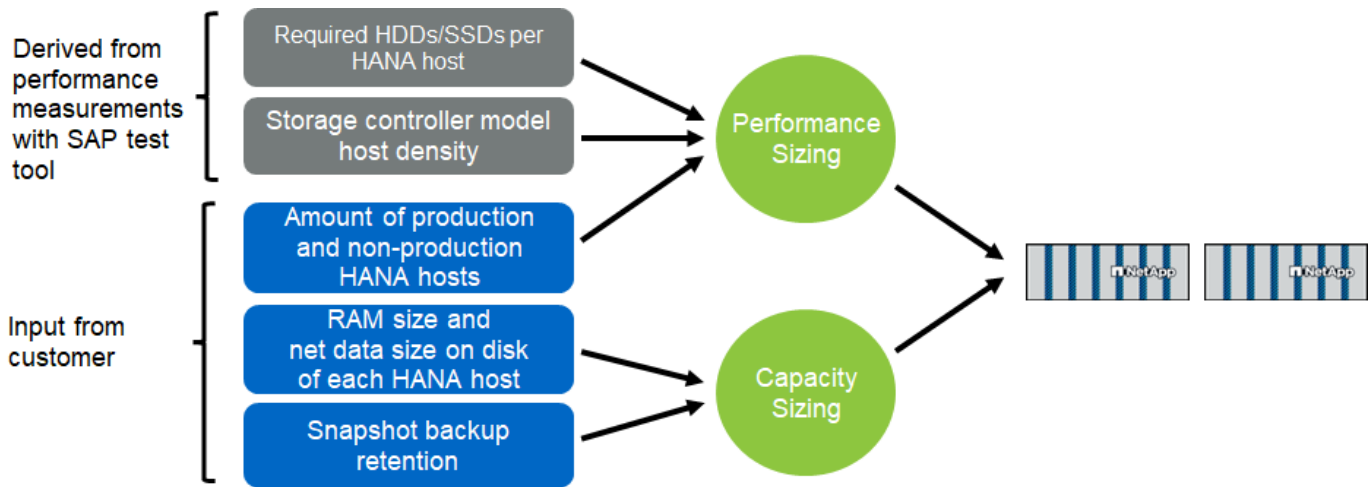 Derived from
performance
measurements
with SAP test
tool
Required HDDs/SSDs per
HANA host
Storage controller model
host density
Performance
Sizing
Input from
customer
Amount of production
and non-production
HANA hosts
RAM size and
net data size on disk
of each HANA host
Snapshot backup
retention
Capacity
Sizing
NetApp
NetApp